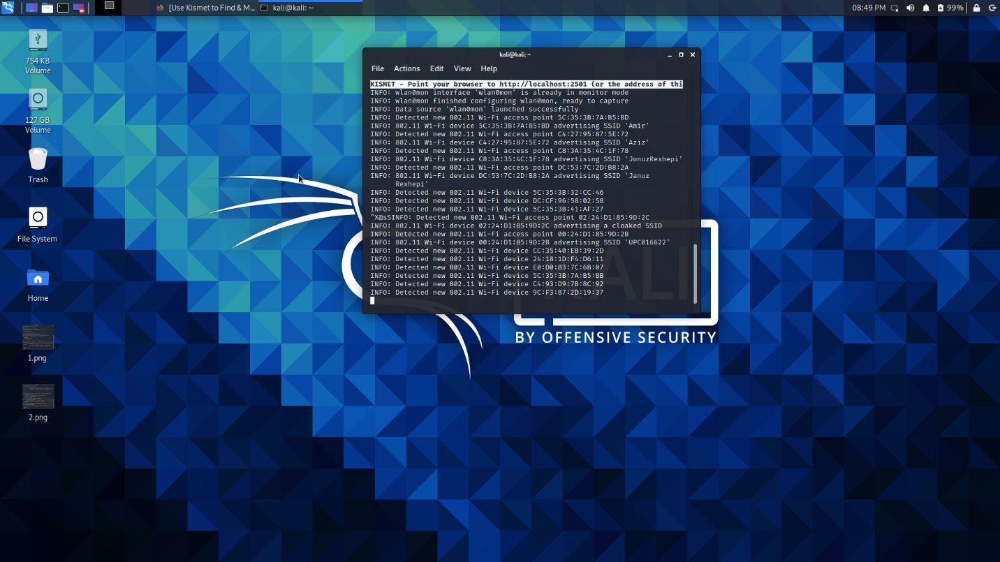 [Use Kismet to Find & M...
kali@kali: ~
08:49 PM
99%
754 KB
Volume
127 GB
Volume
Trash
File System
Home
1.png
2.png
kali@kali: ~
File Actions Edit View Help
KISMET - Point your browser to http://localhost:2501 (or the address of thi
INFO: wlan0mon interface 'wlan0mon' is already in monitor mode
INFO: wlan0mon finished configuring wlan0mon, ready to capture
INFO: Data source 'wlan0mon' launched successfully
INFO: Detected new 802.11 Wi-Fi access point 5C:35:3B:7A:B5:BD
INFO: 802.11 Wi-Fi device 5C:35:3B:7A:B5:BD advertising SSID 'Amir'
INFO: Detected new 802.11 Wi-Fi access point C4:27:95:87:5E:72
INFO: 802.11 Wi-Fi device C4:27:95:87:5E:72 advertising SSID 'Aziz'
INFO: Detected new 802.11 Wi-Fi access point C8:3A:35:4C:1F:78
INFO: 802.11 Wi-Fi device C8:3A:35:4C:1F:78 advertising SSID 'JonuzRexhepi'
INFO: Detected new 802.11 Wi-Fi access point DC:53:7C:2D:B8:2A
INFO: 802.11 Wi-Fi device DC:53:7C:2D:B8:2A advertising SSID 'Januz
Rexhepi'
INFO: Detected new 802.11 Wi-Fi device 5C:35:3B:32:CC:46
INFO: Detected new 802.11 Wi-Fi device DC:CF:96:58:02:58
INFO: Detected new 802.11 Wi-Fi device 5C:35:3B:41:AF:27
^X@sSINFO: Detected new 802.11 Wi-Fi access point 02:24:D1:85:9D:2C
INFO: 802.11 Wi-Fi device 02:24:D1:85:9D:2C advertising a cloaked SSID
INFO: Detected new 802.11 Wi-Fi access point 00:24:D1:85:9D:2B
INFO: 802.11 Wi-Fi device 00:24:D1:85:9D:2B advertising SSID 'UPC016622'
INFO: Detected new 802.11 Wi-Fi device CC:35:40:E8:39:2D
INFO: Detected new 802.11 Wi-Fi device 24:18:1D:F4:D6:11
INFO: Detected new 802.11 Wi-Fi device E0:D0:83:7C:6B:07
INFO: Detected new 802.11 Wi-Fi device 5C:35:3B:7A:B5:BB
INFO: Detected new 802.11 Wi-Fi device C4:93:D9:7B:8C:92
INFO: Detected new 802.11 Wi-Fi device 9C:F3:87:2D:19:37
KALI
BY OFFENSIVE SECURITY